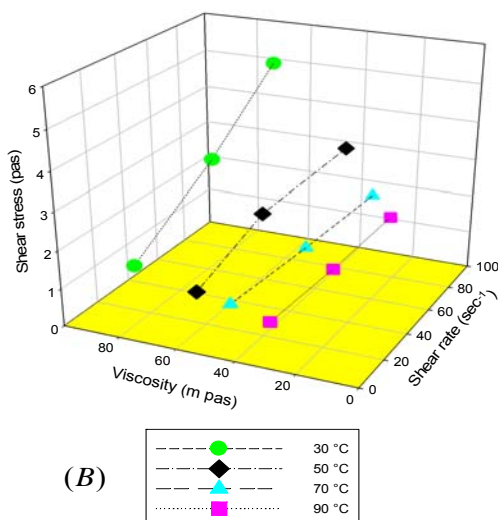 6
5
4
3
2
1
0
Shear stress (pas)
80
60
40
20
0
Viscosity (m pas)
100
80
60
40
20
0
Shear rate (sec-1)
(B)
30 °C
50 °C
70 °C
90 °C